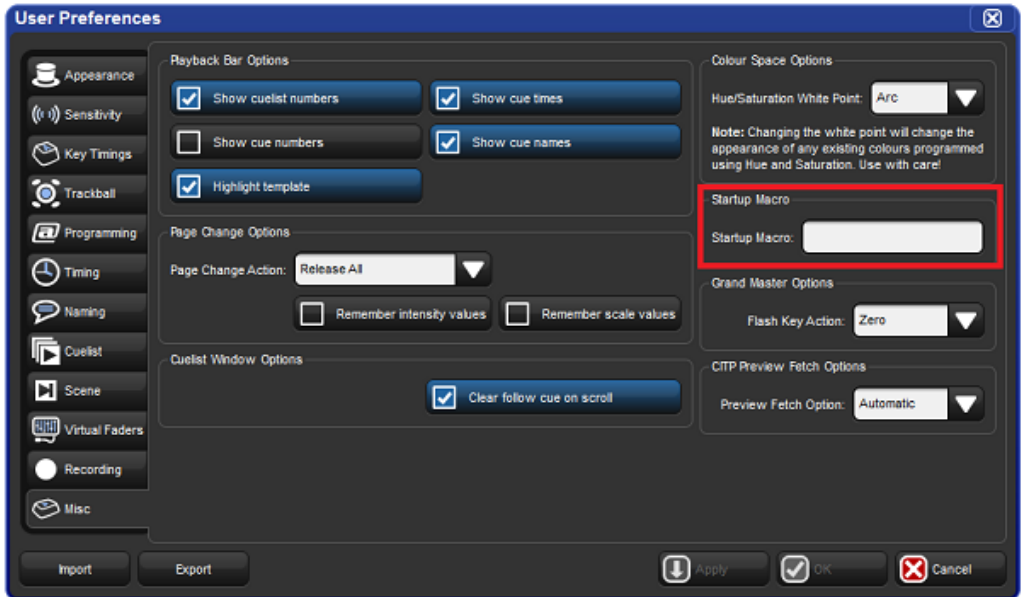 User Preferences
Appearance
Sensitivity
Key Timings
Trackball
Programming
Timing
Naming
Cuelist
Scene
Virtual Faders
Recording
Misc
Playback Bar Options
Show cuelist numbers
Show cue times
Show cue numbers
Show cue names
Highlight template
Page Change Options
Page Change Action: Release All
Remember intensity values
Remember scale values
Cuelist Window Options
Clear follow cue on scroll
Colour Space Options
Hue/Saturation White Point: Arc
Note: Changing the white point will change the
appearance of any existing colours programmed
using Hue and Saturation. Use with care!
Startup Macro
Startup Macro:
Grand Master Options
Flash Key Action: Zero
CITP Preview Fetch Options
Preview Fetch Option: Automatic
Import
Export
Apply
OK
Cancel